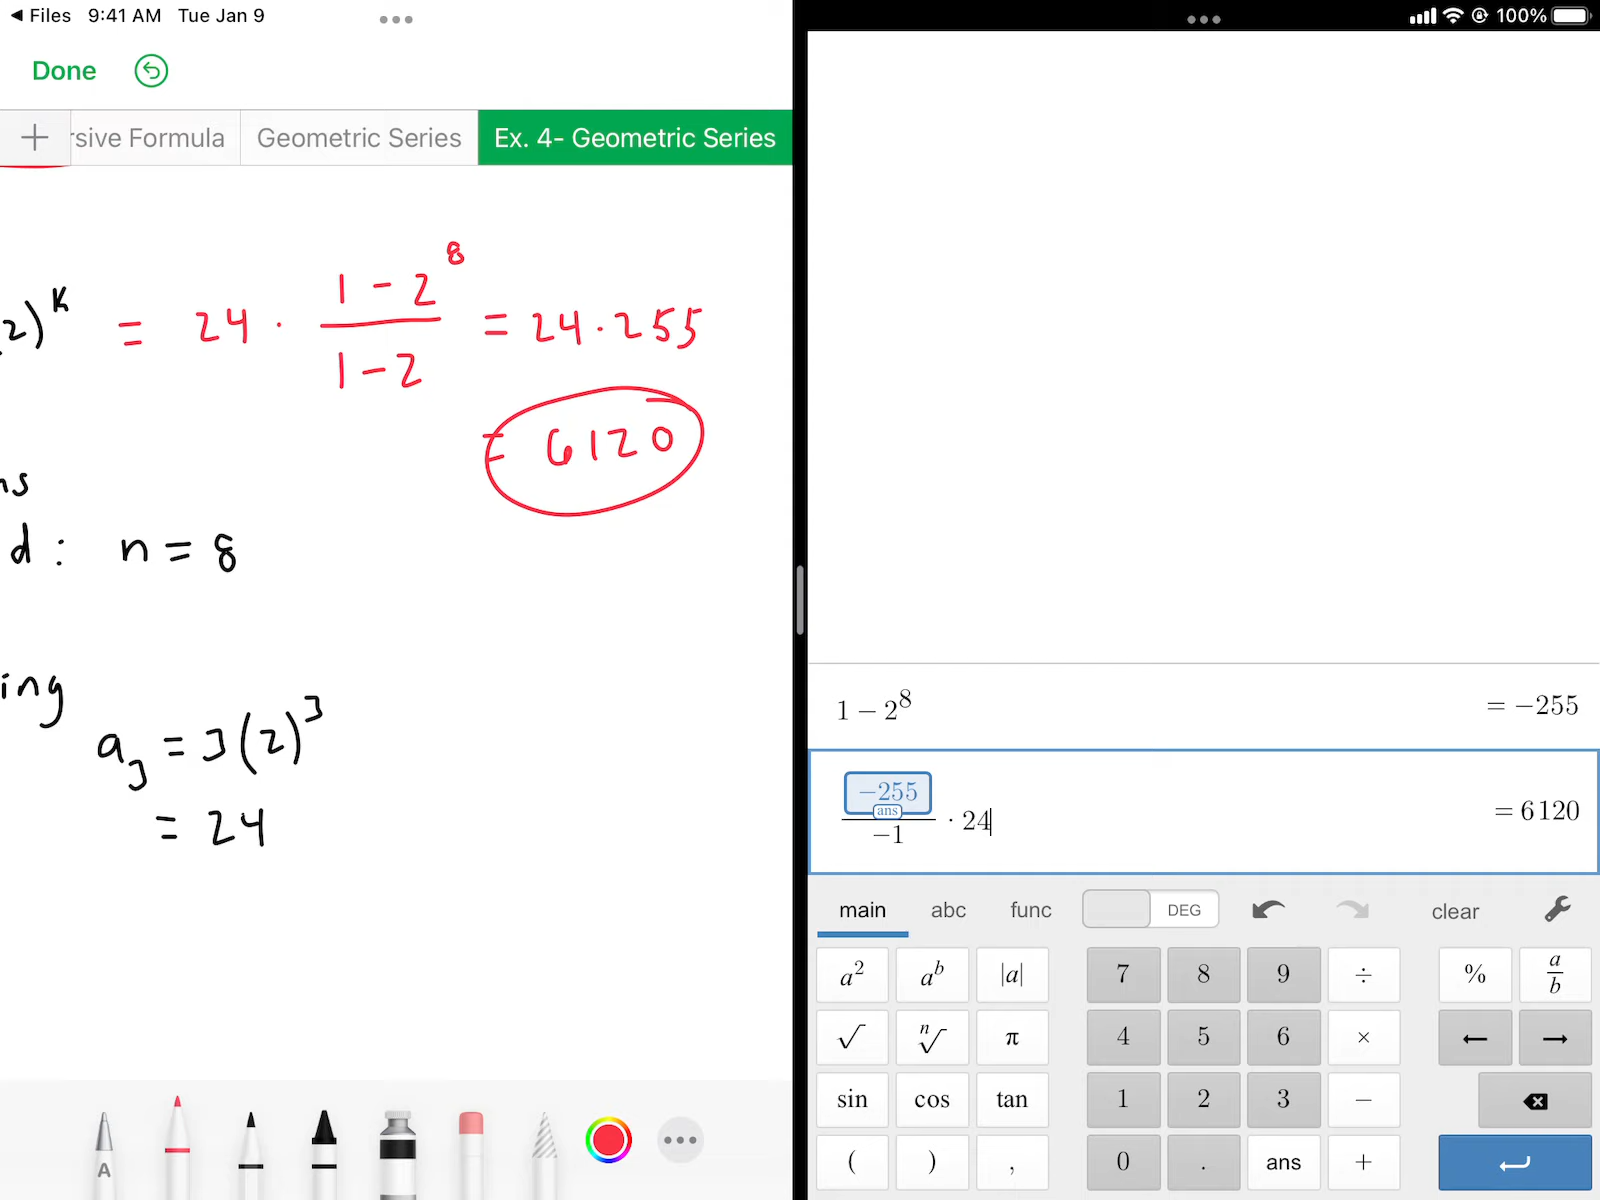 ◀ Files 9:41 AM Tue Jan 9
100%
Done
rsive Formula Geometric Series Ex. 4- Geometric Series
2)^k = 24 · (1 - 2^8)/(1 - 2) = 24 · 255
= 6120
ns
d : n = 8
ing
a_3 = 3(2)^3
= 24
1 − 2^8 = −255
−255/−1 · 24 = 6120
ans
main abc func DEG clear
a^2 a^b |a| 7 8 9 ÷ % a/b
√ n√ π 4 5 6 × ← →
sin cos tan 1 2 3 −
( ) , 0 . ans +
A